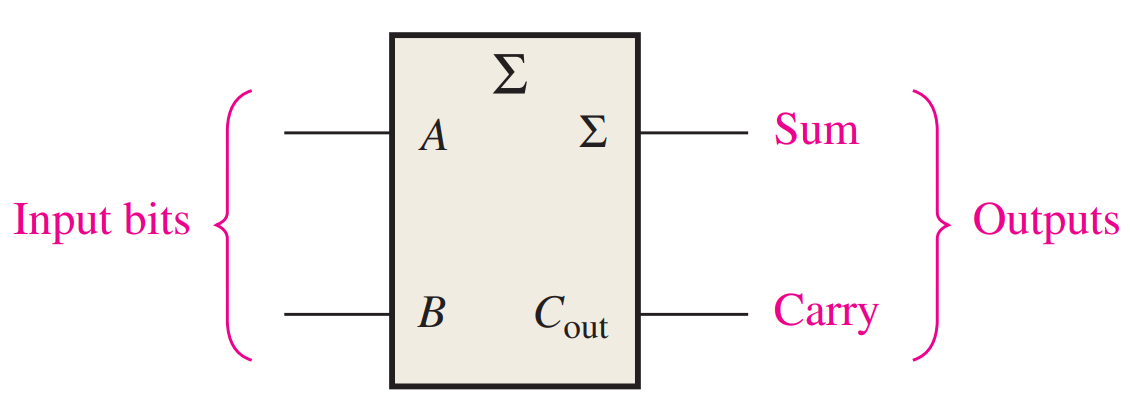 Σ
A
Σ
Sum
Input bits
Outputs
B
Cout
Carry